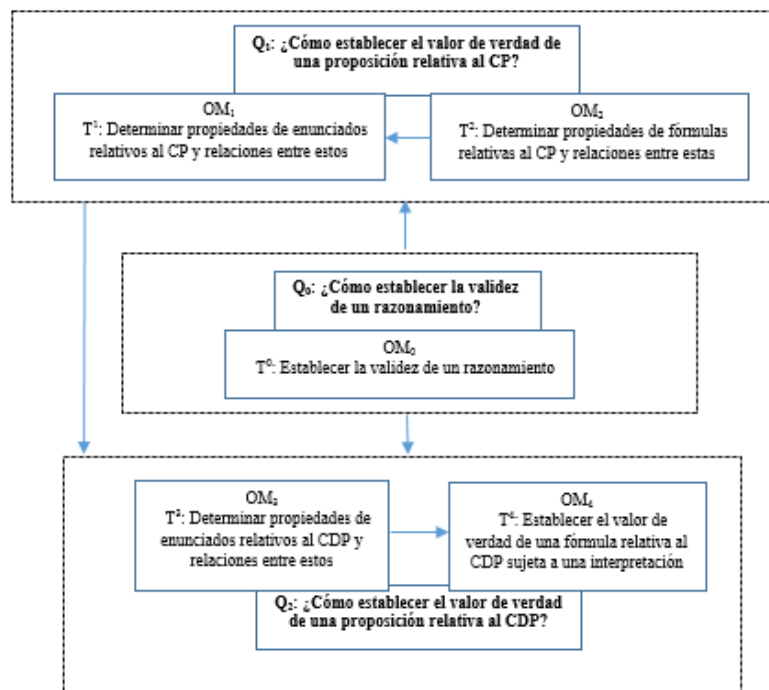 Q₁: ¿Cómo establecer el valor de verdad de
una proposición relativa al CP?
OM₁
T¹: Determinar propiedades de enunciados
relativos al CP y relaciones entre estos
OM₂
T²: Determinar propiedades de fórmulas
relativas al CP y relaciones entre estas
Q₀: ¿Cómo establecer la validez
de un razonamiento?
OM₀
T⁰: Establecer la validez de un razonamiento
OM₃
T³: Determinar propiedades de
enunciados relativos al CDP y
relaciones entre estos
OM₄
T⁴: Establecer el valor de
verdad de una fórmula relativa al
CDP sujeta a una interpretación
Q₂: ¿Cómo establecer el valor de verdad
de una proposición relativa al CDP?